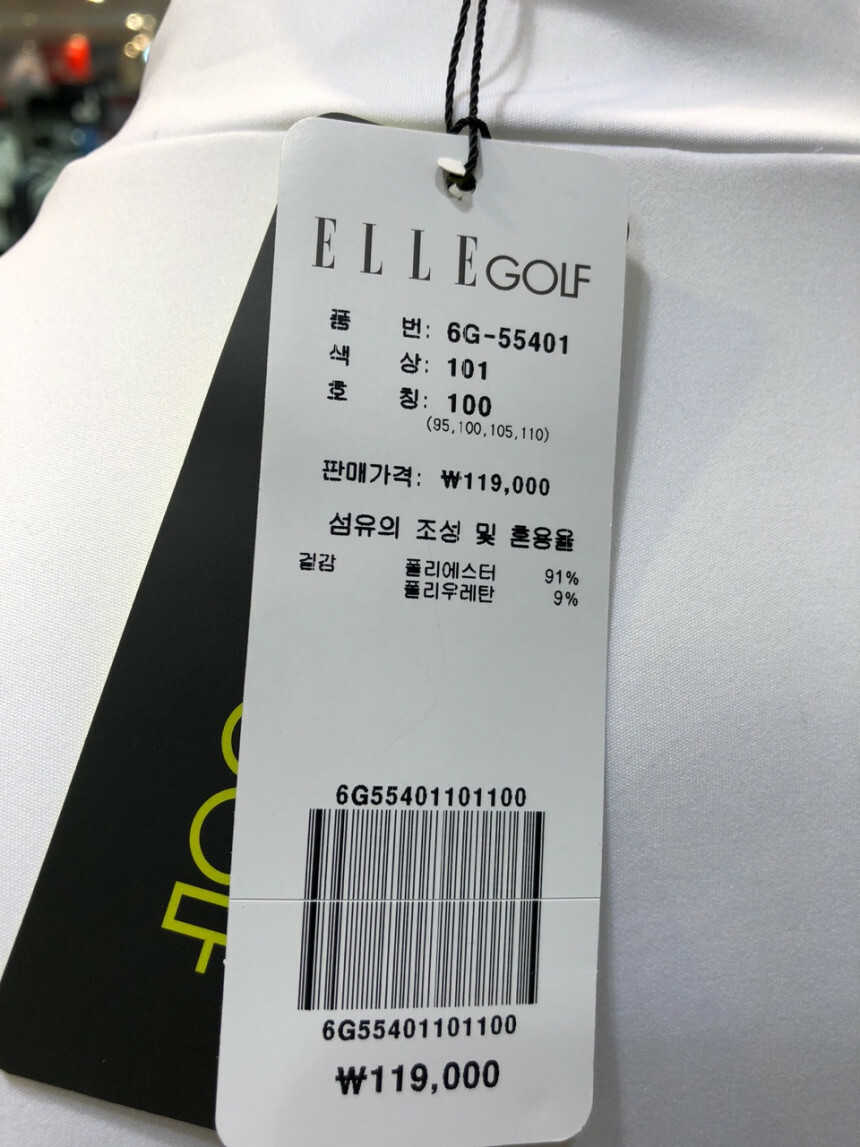 ELLE GOLF
품 번: 6G-55401
색 상: 101
호 칭: 100
(95,100,105,110)
판매가격: ₩119,000
섬유의 조성 및 혼용율
겉감 폴리에스터 91%
폴리우레탄 9%
6G55401101100
6G55401101100
₩119,000
GOLF